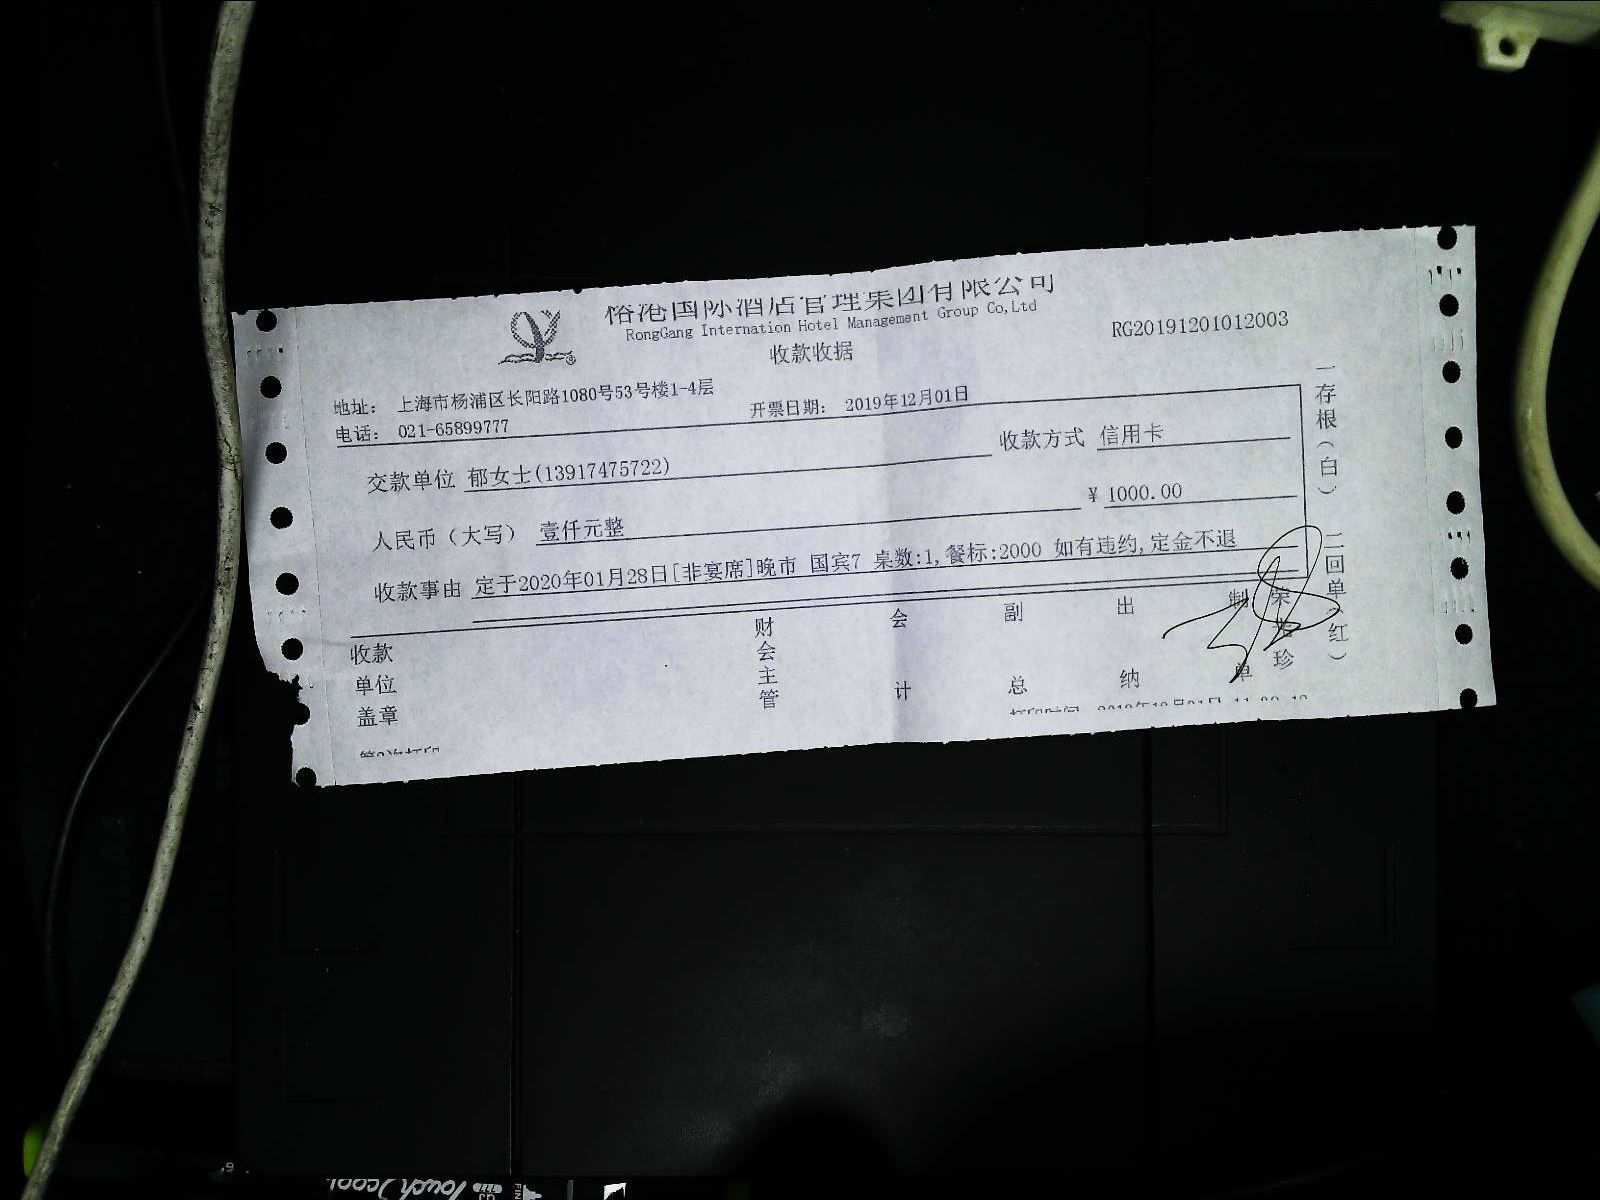 国际酒店管理集团有限公司
RongGang Internation Hotel Management Group Co,Ltd
收款收据
RG20191201012003
地址： 上海市杨浦区长阳路1080号53号楼1-4层
电话： 021-65899777
开票日期： 2019年12月01日
交款单位 郁女士(13917475722)
收款方式 信用卡
人民币（大写） 壹仟元整
¥ 1000.00
收款事由 定于2020年01月28日[非宴席]晚市 国宾7 桌数:1,餐标:2000 如有违约,定金不退
收款单位盖章
财会主管
会计
副总
出纳
制单
珍
一存根（白） 二回单（红）
Touch